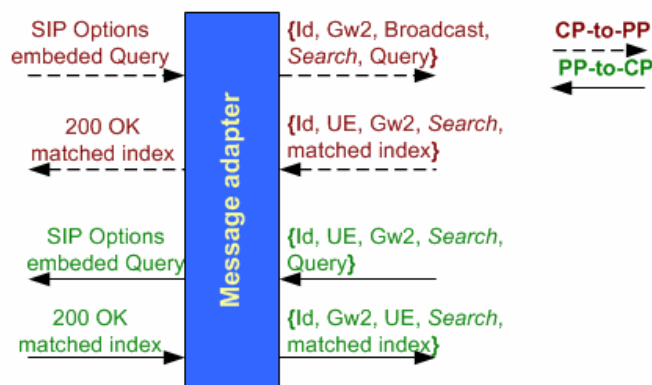 SIP Options
embeded Query
{Id, Gw2, Broadcast,
Search, Query}
CP-to-PP
PP-to-CP
200 OK
matched index
{Id, UE, Gw2, Search,
matched index}
Message adapter
SIP Options
embeded Query
{Id, UE, Gw2, Search,
Query}
200 OK
matched index
{Id, Gw2, UE, Search,
matched index}